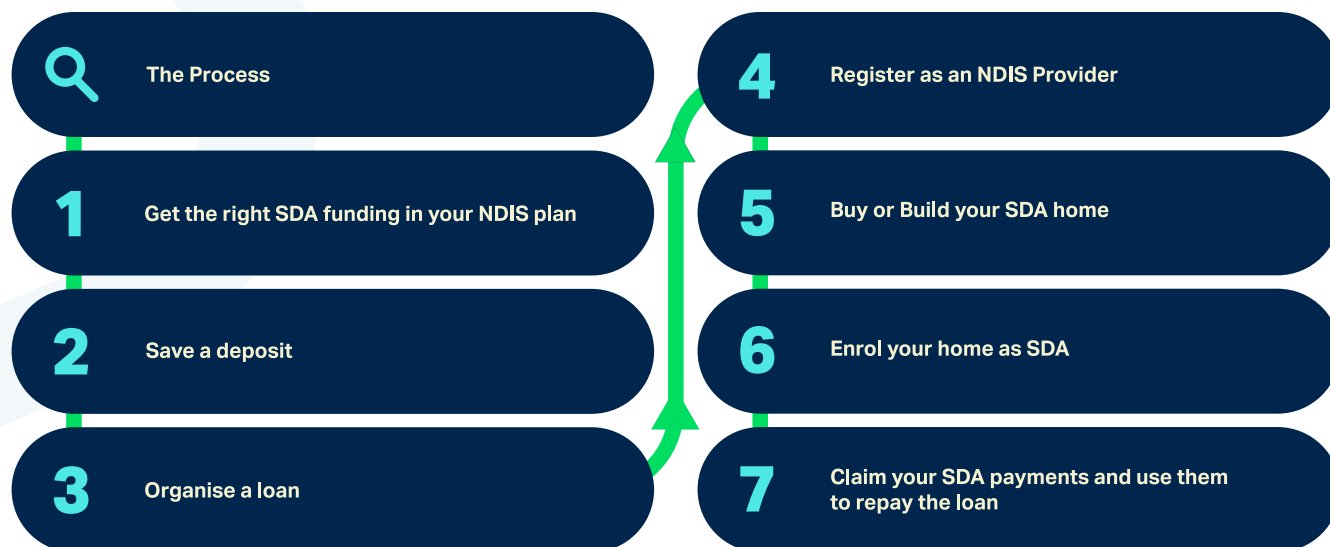 The Process
1
Get the right SDA funding in your NDIS plan
2
Save a deposit
3
Organise a loan
4
Register as an NDIS Provider
5
Buy or Build your SDA home
6
Enrol your home as SDA
7
Claim your SDA payments and use them
to repay the loan